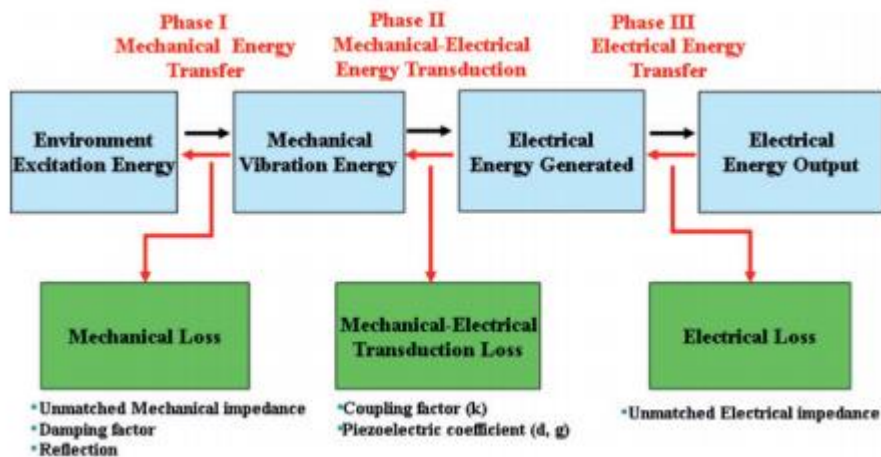 Phase I
Mechanical Energy
Transfer
Phase II
Mechanical-Electrical
Energy Transduction
Phase III
Electrical Energy
Transfer
Environment
Excitation Energy
Mechanical
Vibration Energy
Electrical
Energy Generated
Electrical
Energy Output
Mechanical Loss
Mechanical-Electrical
Transduction Loss
Electrical Loss
•Unmatched Mechanical impedance
•Damping factor
•Reflection
•Coupling factor (k)
•Piezoelectric coefficient (d, g)
•Unmatched Electrical impedance